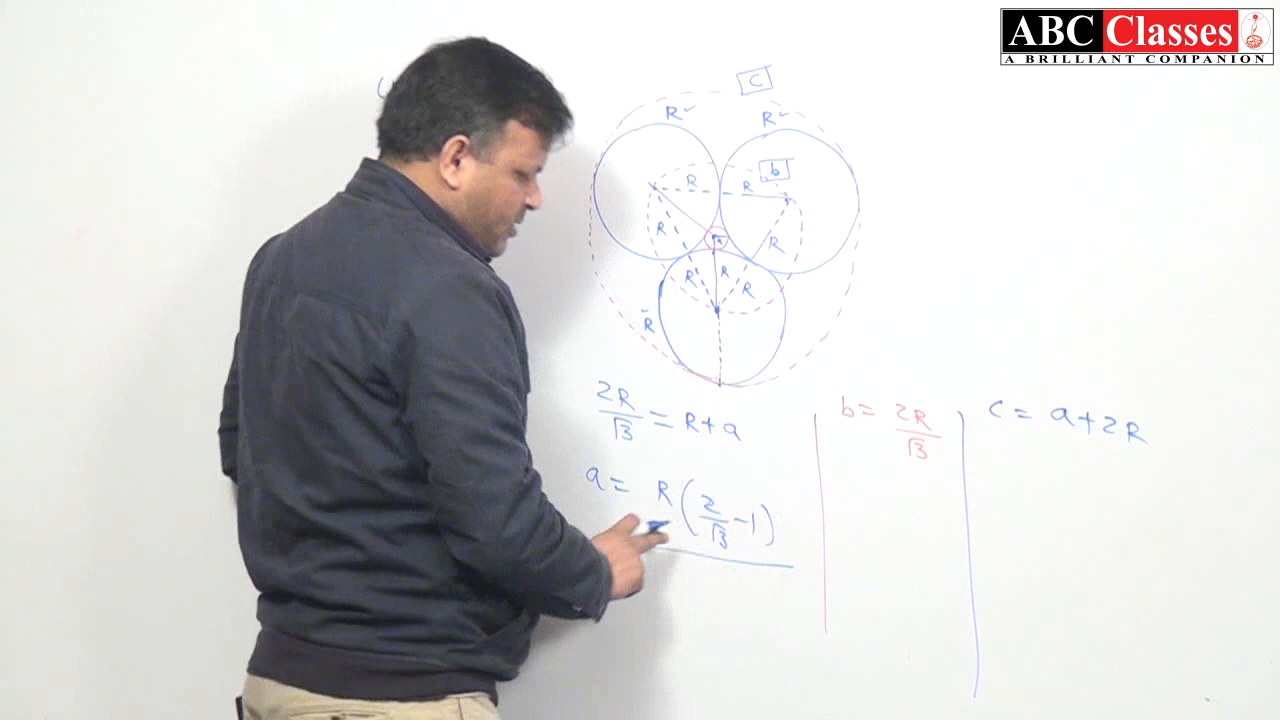 ABC Classes
A BRILLIANT COMPANION
C
R
R
b
R
R
R
R
a
R
R
R
R
2R/√3 = R+a
a = R(2/√3 -1)
b = 2R/√3
c = a+2R